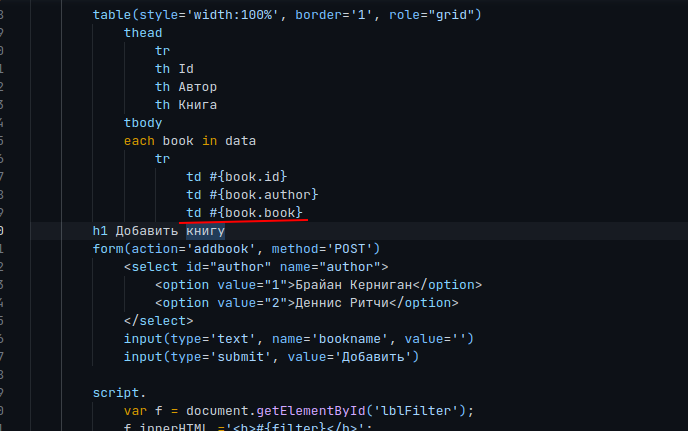 table(style='width:100%', border='1', role="grid")
thead
tr
th Id
th Автор
th Книга
tbody
each book in data
tr
td #{book.id}
td #{book.author}
td #{book.book}
h1 Добавить книгу
form(action='addbook', method='POST')
<select id="author" name="author">
<option value="1">Брайан Керниган</option>
<option value="2">Деннис Ритчи</option>
</select>
input(type='text', name='bookname', value='')
input(type='submit', value='Добавить')
script.
var f = document.getElementById('lblFilter');
f.innerHTML ='<b>#{filter}</b>';